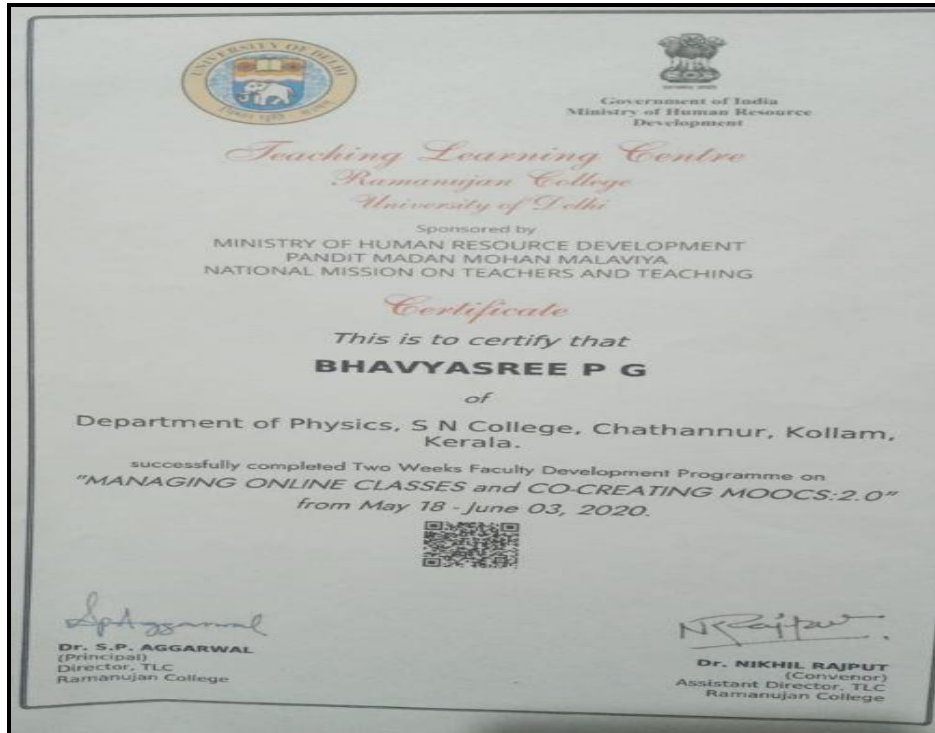 UNIVERSITY OF DELHI
Government of India
Ministry of Human Resource
Development
Teaching Learning Centre
Ramanujan College
University of Delhi
Sponsored by
MINISTRY OF HUMAN RESOURCE DEVELOPMENT
PANDIT MADAN MOHAN MALAVIYA
NATIONAL MISSION ON TEACHERS AND TEACHING
Certificate
This is to certify that
BHAVYASREE P G
of
Department of Physics, S N College, Chathannur, Kollam,
Kerala.
successfully completed Two Weeks Faculty Development Programme on
"MANAGING ONLINE CLASSES and CO-CREATING MOOCS:2.0"
from May 18 - June 03, 2020.
Dr. S.P. AGGARWAL
(Principal)
Director, TLC
Ramanujan College
Dr. NIKHIL RAJPUT
(Convenor)
Assistant Director, TLC
Ramanujan College